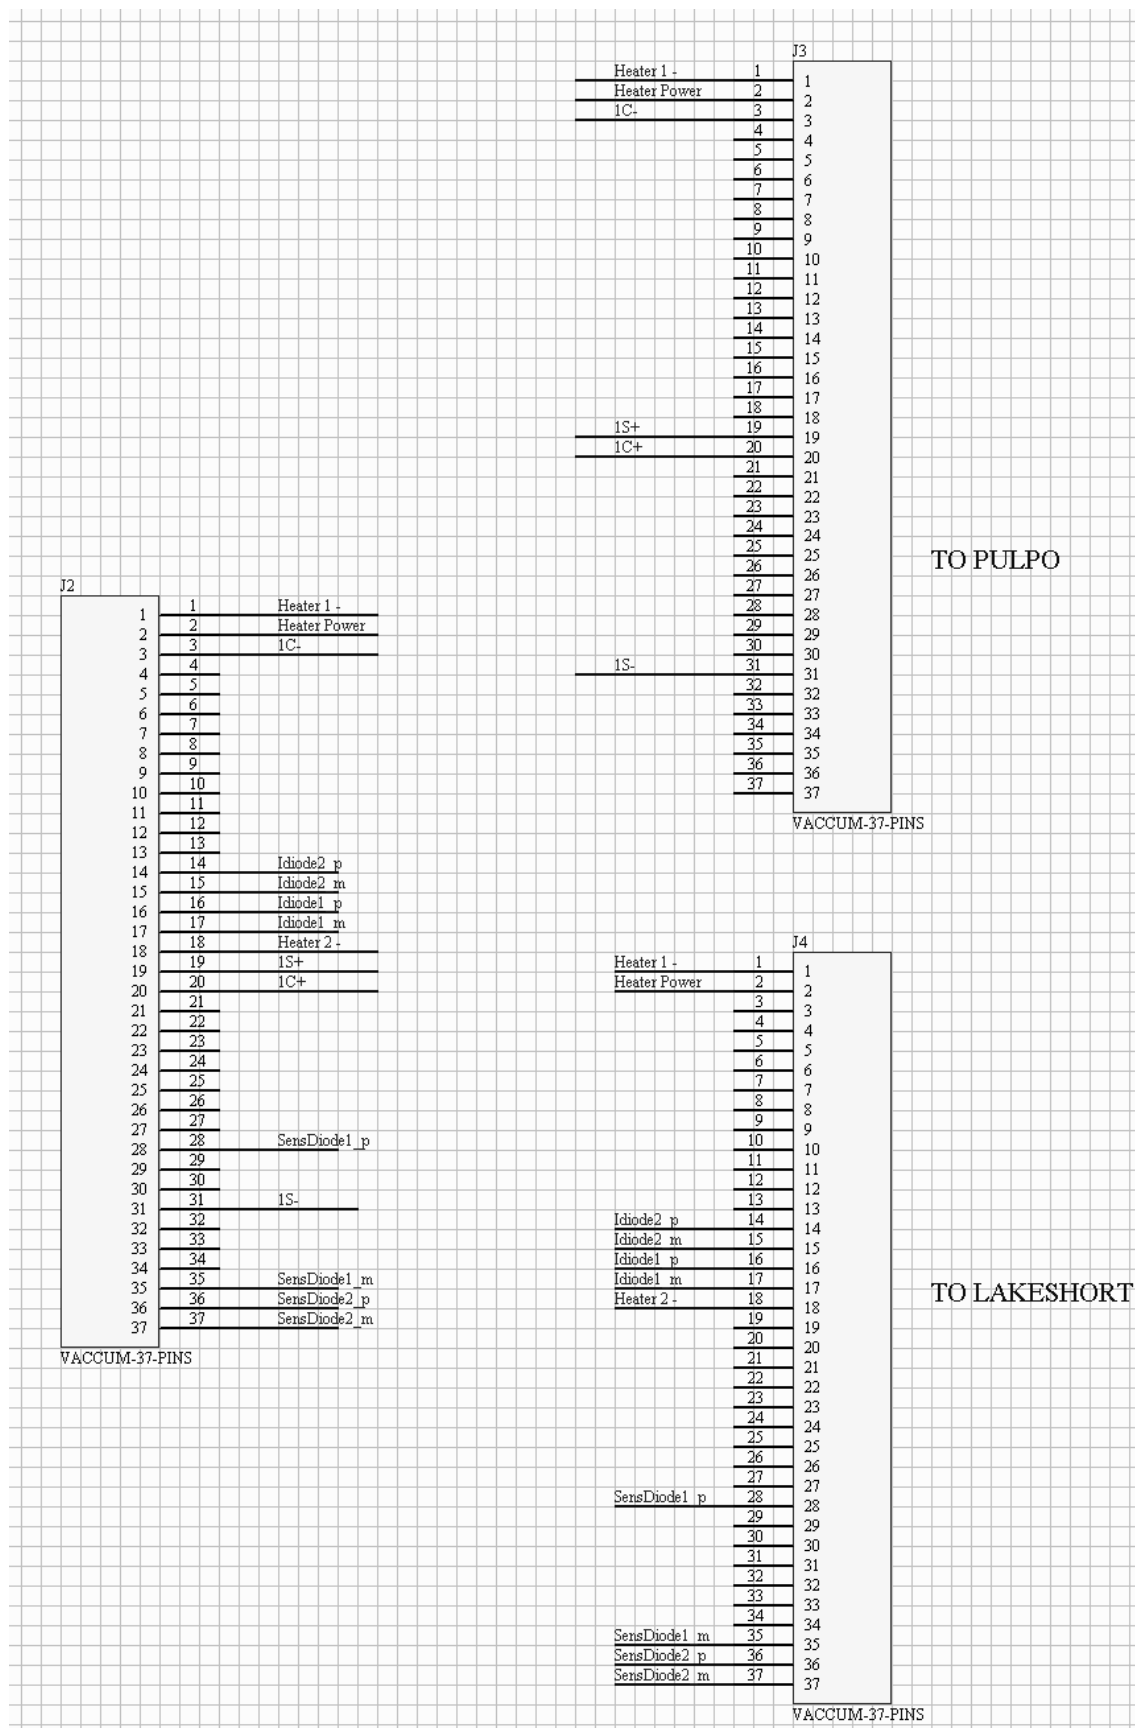 J3
Heater 1 - 1 1
Heater Power 2 2
1C- 3 3
4 4
5 5
6 6
7 7
8 8
9 9
10 10
11 11
12 12
13 13
14 14
15 15
16 16
17 17
18 18
1S+ 19 19
1C+ 20 20
21 21
22 22
23 23
24 24
25 25
26 26
27 27
28 28
29 29
30 30
1S- 31 31
32 32
33 33
34 34
35 35
36 36
37 37
VACCUM-37-PINS
TO PULPO
J2
1 1 Heater 1 -
2 2 Heater Power
3 3 1C-
4 4
5 5
6 6
7 7
8 8
9 9
10 10
11 11
12 12
13 13
14 14 Idiode2_p
15 15 Idiode2_m
16 16 Idiode1_p
17 17 Idiode1_m
18 18 Heater 2 -
19 19 1S+
20 20 1C+
21 21
22 22
23 23
24 24
25 25
26 26
27 27
28 28 SensDiode1_p
29 29
30 30
31 31 1S-
32 32
33 33
34 34
35 35 SensDiode1_m
36 36 SensDiode2_p
37 37 SensDiode2_m
VACCUM-37-PINS
J4
Heater 1 - 1 1
Heater Power 2 2
3 3
4 4
5 5
6 6
7 7
8 8
9 9
10 10
11 11
12 12
13 13
Idiode2_p 14 14
Idiode2_m 15 15
Idiode1_p 16 16
Idiode1_m 17 17
Heater 2 - 18 18
19 19
20 20
21 21
22 22
23 23
24 24
25 25
26 26
27 27
SensDiode1_p 28 28
29 29
30 30
31 31
32 32
33 33
34 34
SensDiode1_m 35 35
SensDiode2_p 36 36
SensDiode2_m 37 37
VACCUM-37-PINS
TO LAKESHORT